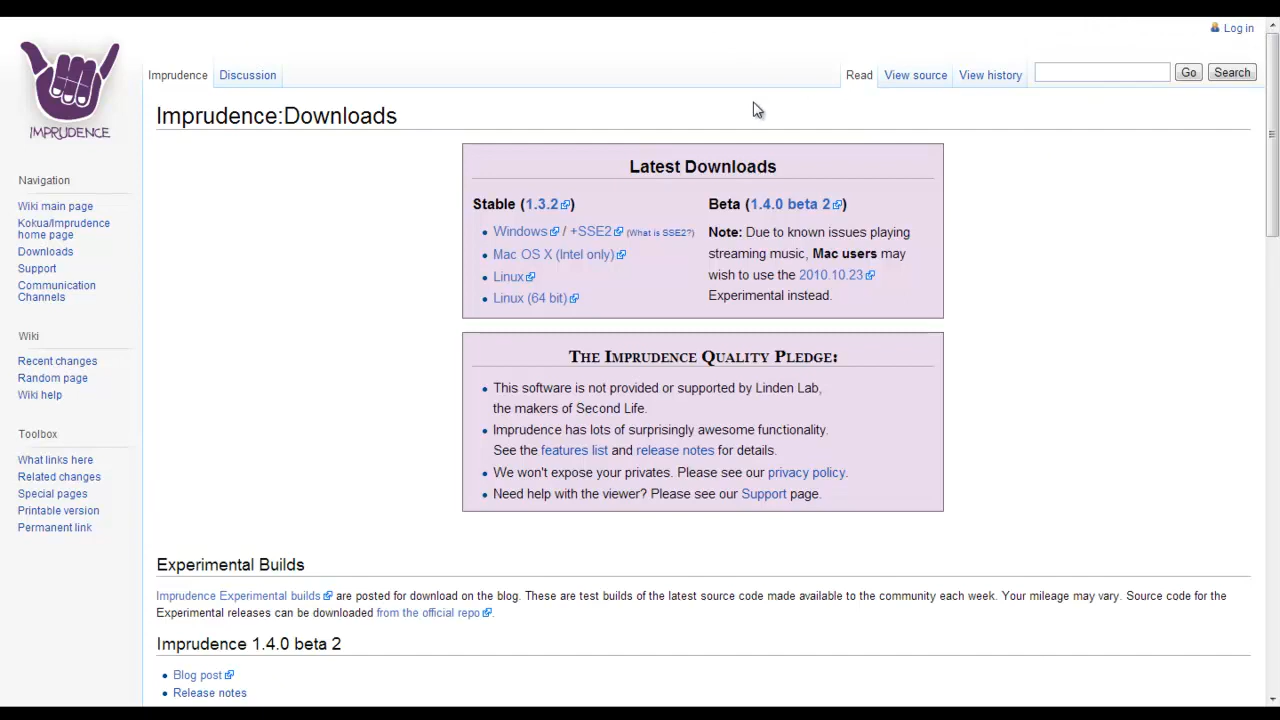 Log in
Imprudence Discussion Read View source View history Go Search
IMPRUDENCE
Imprudence:Downloads
Navigation
Wiki main page
Kokua/Imprudence
home page
Downloads
Support
Communication
Channels
Wiki
Recent changes
Random page
Wiki help
Toolbox
What links here
Related changes
Special pages
Printable version
Permanent link
Latest Downloads
Stable (1.3.2)
Windows / +SSE2 (What is SSE2?)
Mac OS X (Intel only)
Linux
Linux (64 bit)
Beta (1.4.0 beta 2)
Note: Due to known issues playing
streaming music, Mac users may
wish to use the 2010.10.23
Experimental instead.
The Imprudence Quality Pledge:
This software is not provided or supported by Linden Lab,
the makers of Second Life.
Imprudence has lots of surprisingly awesome functionality.
See the features list and release notes for details.
We won't expose your privates. Please see our privacy policy.
Need help with the viewer? Please see our Support page.
Experimental Builds
Imprudence Experimental builds are posted for download on the blog. These are test builds of the latest source code made available to the community each week. Your mileage may vary. Source code for the
Experimental releases can be downloaded from the official repo.
Imprudence 1.4.0 beta 2
Blog post
Release notes